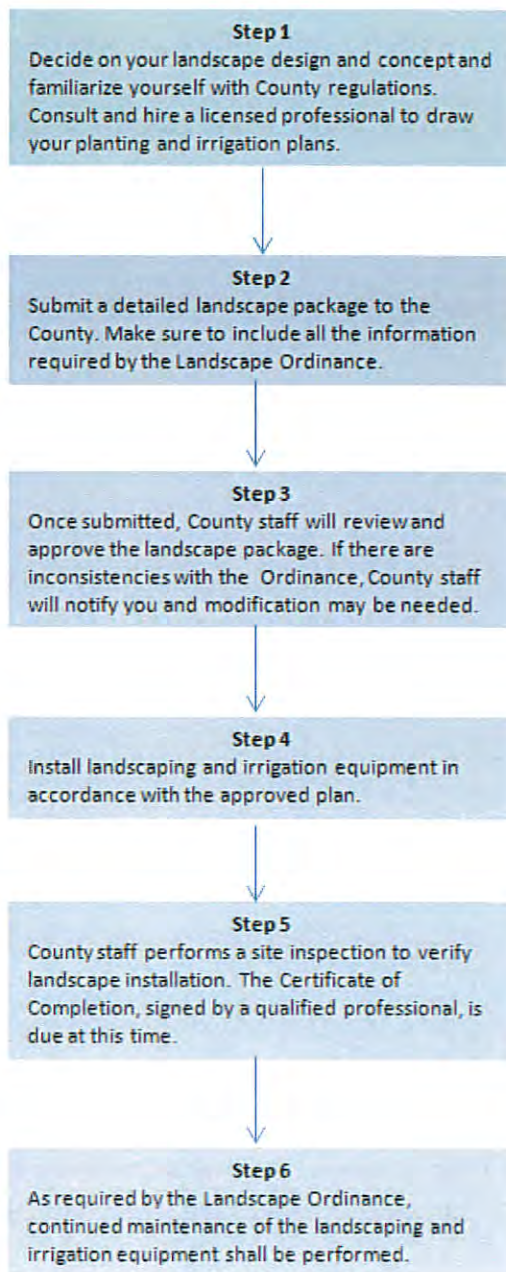 Step 1
Decide on your landscape design and concept and
familiarize yourself with County regulations.
Consult and hire a licensed professional to draw
your planting and irrigation plans.
Step 2
Submit a detailed landscape package to the
County. Make sure to include all the information
required by the Landscape Ordinance.
Step 3
Once submitted, County staff will review and
approve the landscape package. If there are
inconsistencies with the Ordinance, County staff
will notify you and modification may be needed.
Step 4
Install landscaping and irrigation equipment in
accordance with the approved plan.
Step 5
County staff performs a site inspection to verify
landscape installation. The Certificate of
Completion, signed by a qualified professional, is
due at this time.
Step 6
As required by the Landscape Ordinance,
continued maintenance of the landscaping and
irrigation equipment shall be performed.